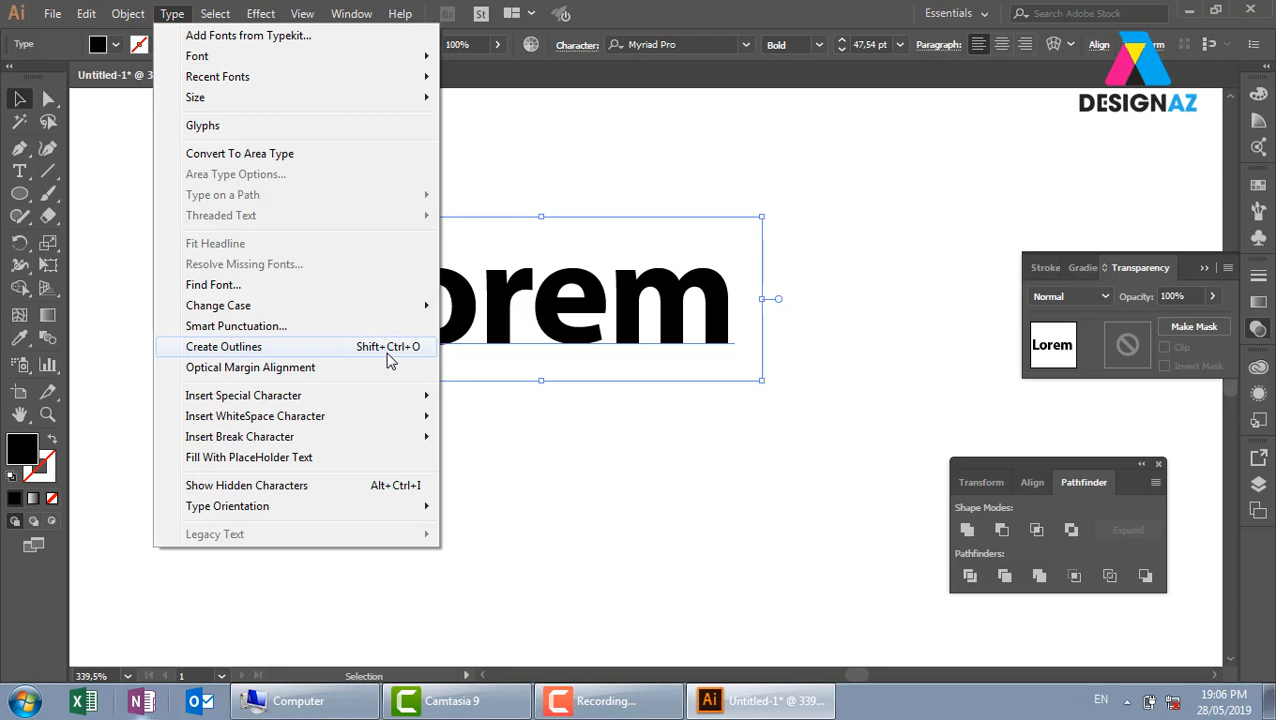 Ai File Edit Object Type Select Effect View Window Help Br St Essentials Search Adobe Stock
Type 100% Character: Myriad Pro Bold 47,54 pt Paragraph: Align
Untitled-1* @ 339
DESIGNAZ
Add Fonts from Typekit...
Font
Recent Fonts
Size
Glyphs
Convert To Area Type
Area Type Options...
Type on a Path
Threaded Text
Fit Headline
Resolve Missing Fonts...
Find Font...
Change Case
Smart Punctuation...
Create Outlines Shift+Ctrl+O
Optical Margin Alignment
Insert Special Character
Insert WhiteSpace Character
Insert Break Character
Fill With PlaceHolder Text
Show Hidden Characters Alt+Ctrl+I
Type Orientation
Legacy Text
orem
Stroke Gradie Transparency
Normal Opacity: 100%
Lorem
Make Mask
Clip
Invert Mask
Transform Align Pathfinder
Shape Modes:
Expand
Pathfinders:
339,5% 1 Selection
Computer Camtasia 9 Recording... Ai Untitled-1* @ 339... EN 19:06 PM
28/05/2019